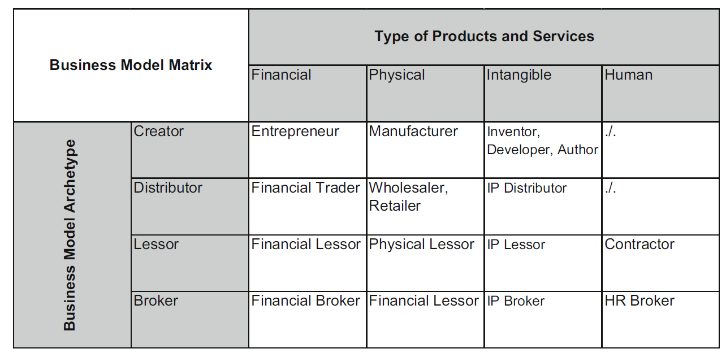 Business Model Matrix
Type of Products and Services
Financial
Physical
Intangible
Human
Business Model Archetype
Creator
Entrepreneur
Manufacturer
Inventor,
Developer, Author
./.
Distributor
Financial Trader
Wholesaler,
Retailer
IP Distributor
./.
Lessor
Financial Lessor
Physical Lessor
IP Lessor
Contractor
Broker
Financial Broker
Financial Lessor
IP Broker
HR Broker